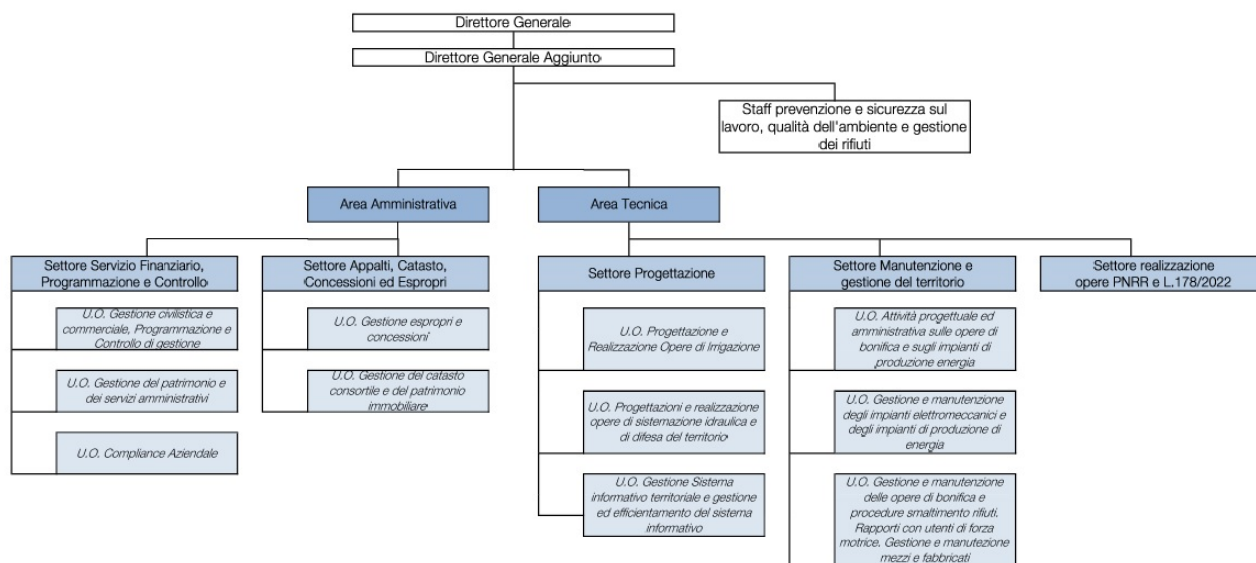 Direttore Generale
Direttore Generale Aggiunto
Staff prevenzione e sicurezza sul
lavoro, qualità dell'ambiente e gestione
dei rifiuti
Area Amministrativa
Area Tecnica
Settore Servizio Finanziario,
Programmazione e Controllo
Settore Appalti, Catasto,
Concessioni ed Espropri
Settore Progettazione
Settore Manutenzione e
gestione del territorio
Settore realizzazione
opere PNRR e L.178/2022
U.O. Gestione civilistica e
commerciale, Programmazione e
Controllo di gestione
U.O. Gestione del patrimonio e
dei servizi amministrativi
U.O. Compliance Aziendale
U.O. Gestione espropri e
concessioni
U.O. Gestione del catasto
consortile e del patrimonio
immobiliare
U.O. Progettazione e
Realizzazione Opere di Irrigazione
U.O. Progettazioni e realizzazione
opere di sistemazione idraulica e
di difesa del territorio
U.O. Gestione Sistema
informativo territoriale e gestione
ed efficientamento del sistema
informativo
U.O. Attività progettuale ed
amministrativa sulle opere di
bonifica e sugli impianti di
produzione energia
U.O. Gestione e manutenzione
degli impianti elettromeccanici e
degli impianti di produzione di
energia
U.O. Gestione e manutenzione
delle opere di bonifica e
procedure smaltimento rifiuti.
Rapporti con utenti di forza
motrice. Gestione e manutezione
mezzi e fabbricati